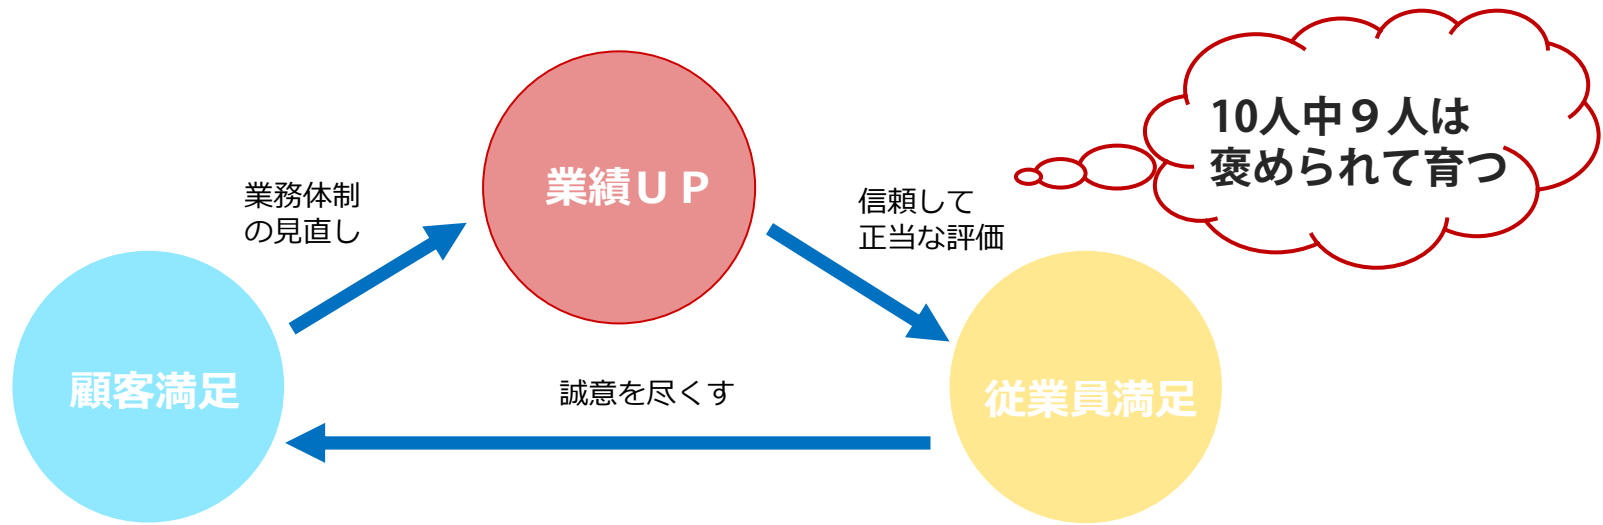 10人中９人は
褒められて育つ
業績ＵＰ
業務体制
の見直し
信頼して
正当な評価
顧客満足
誠意を尽くす
従業員満足